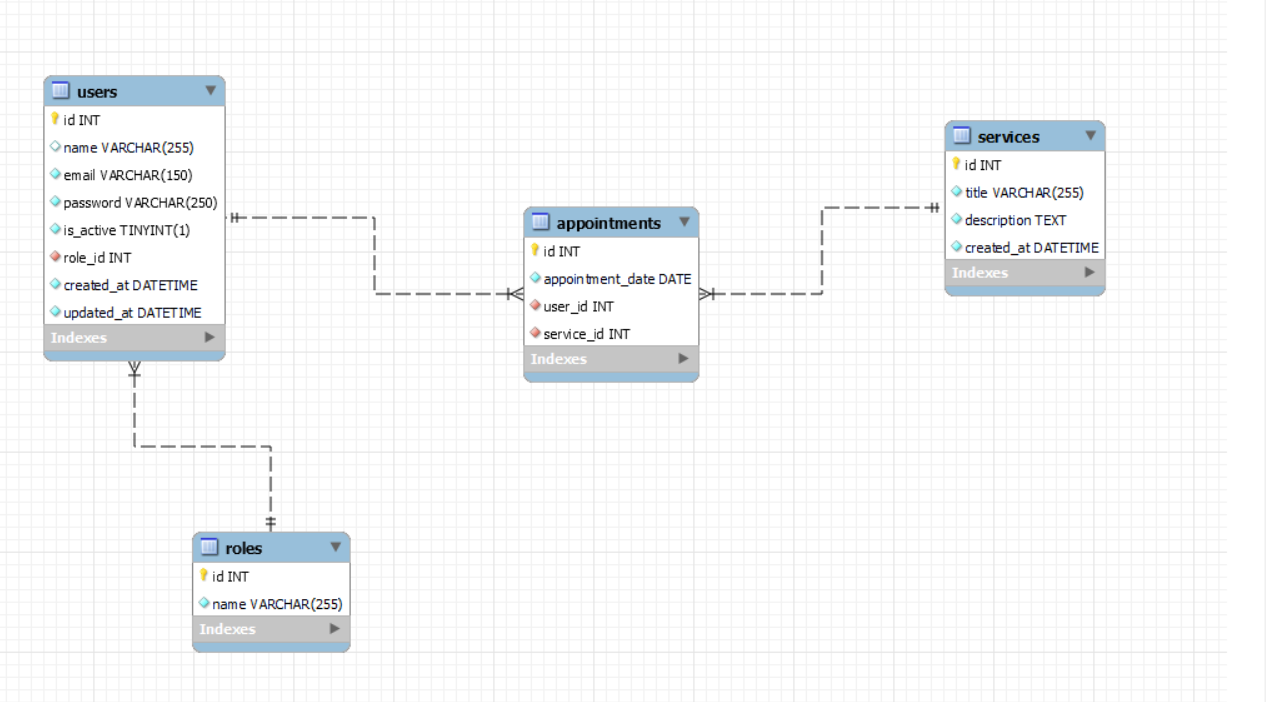 users
id INT
name VARCHAR(255)
email VARCHAR(150)
password VARCHAR(250)
is_active TINYINT(1)
role_id INT
created_at DATETIME
updated_at DATETIME
Indexes
appointments
id INT
appointment_date DATE
user_id INT
service_id INT
Indexes
services
id INT
title VARCHAR(255)
description TEXT
created_at DATETIME
Indexes
roles
id INT
name VARCHAR(255)
Indexes